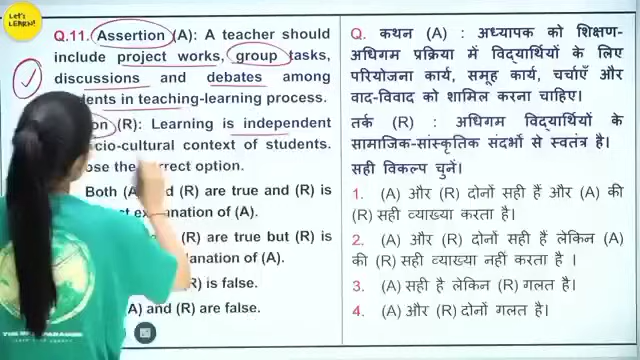 Let's
LEARN!
Q.11. Assertion (A): A teacher should
include project works, group tasks,
discussions and debates among
in teaching-learning process.
(R): Learning is independent
cio-cultural context of students.
ose the correct option.
Both (A) and (R) are true and (R) is
anation of (A).
(R) are true but (R) is
lanation of (A).
R) is false.
A) and (R) are false.
Q. कथन (A) : अध्यापक को शिक्षण-
अधिगम प्रक्रिया में विद्यार्थियों के लिए
परियोजना कार्य, समूह कार्य, चर्चाएँ और
वाद-विवाद को शामिल करना चाहिए।
तर्क (R) : अधिगम विद्यार्थियों के
सामाजिक-सांस्कृतिक संदर्भों से स्वतंत्र है।
सही विकल्प चुनें।
1. (A) और (R) दोनों सही हैं और (A) की
(R) सही व्याख्या करता है।
2. (A) और (R) दोनों सही हैं लेकिन (A)
की (R) सही व्याख्या नहीं करता है ।
3. (A) सही है लेकिन (R) गलत है।
4. (A) और (R) दोनों गलत है।